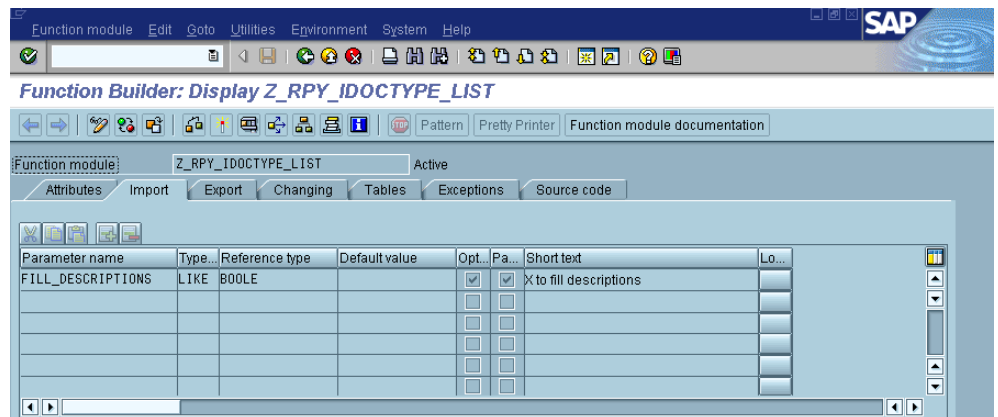 Function module Edit Goto Utilities Environment System Help
SAP
Function Builder: Display Z_RPY_IDOCTYPE_LIST
STOP Pattern Pretty Printer Function module documentation
Function module Z_RPY_IDOCTYPE_LIST Active
Attributes Import Export Changing Tables Exceptions Source code
Parameter name Type... Reference type Default value Opt... Pa... Short text Lo...
FILL_DESCRIPTIONS LIKE BOOLE X to fill descriptions